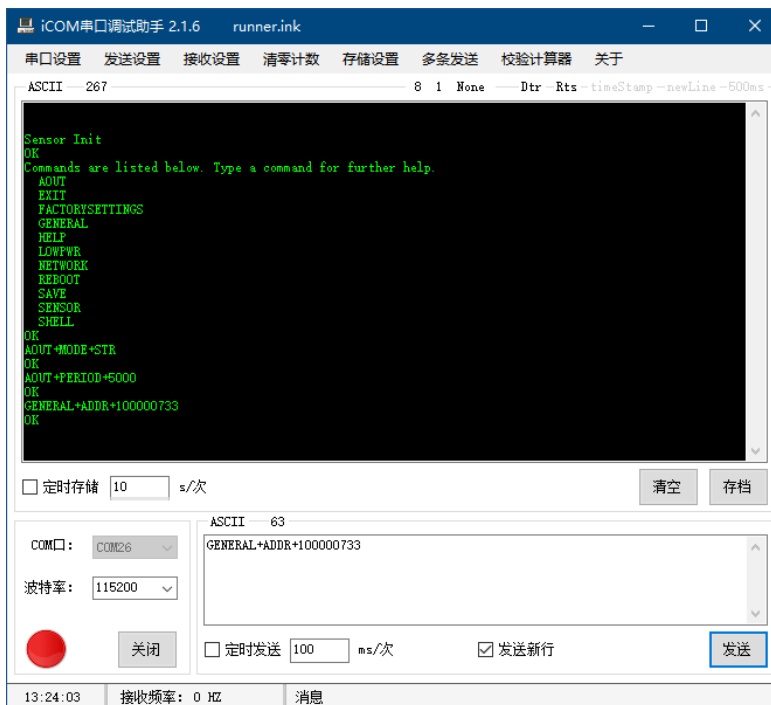 iCOM串口调试助手 2.1.6 runner.ink
串口设置 发送设置 接收设置 清零计数 存储设置 多条发送 校验计算器 关于
ASCII 267 8 1 None Dtr Rts timeStamp newLine 500ms
Sensor Init
OK
Commands are listed below. Type a command for further help.
AOUT
EXIT
FACTORYSETTINGS
GENERAL
HELP
LOWPWR
NETWORK
REBOOT
SAVE
SENSOR
SHELL
OK
AOUT+MODE+STR
OK
AOUT+PERIOD+5000
OK
GENERAL+ADDR+100000733
OK
定时存储 10 s/次 清空 存档
ASCII 63
COM口: COM26
GENERAL+ADDR+100000733
波特率: 115200
关闭 定时发送 100 ms/次 发送新行 发送
13:24:03 接收频率: 0 HZ 消息